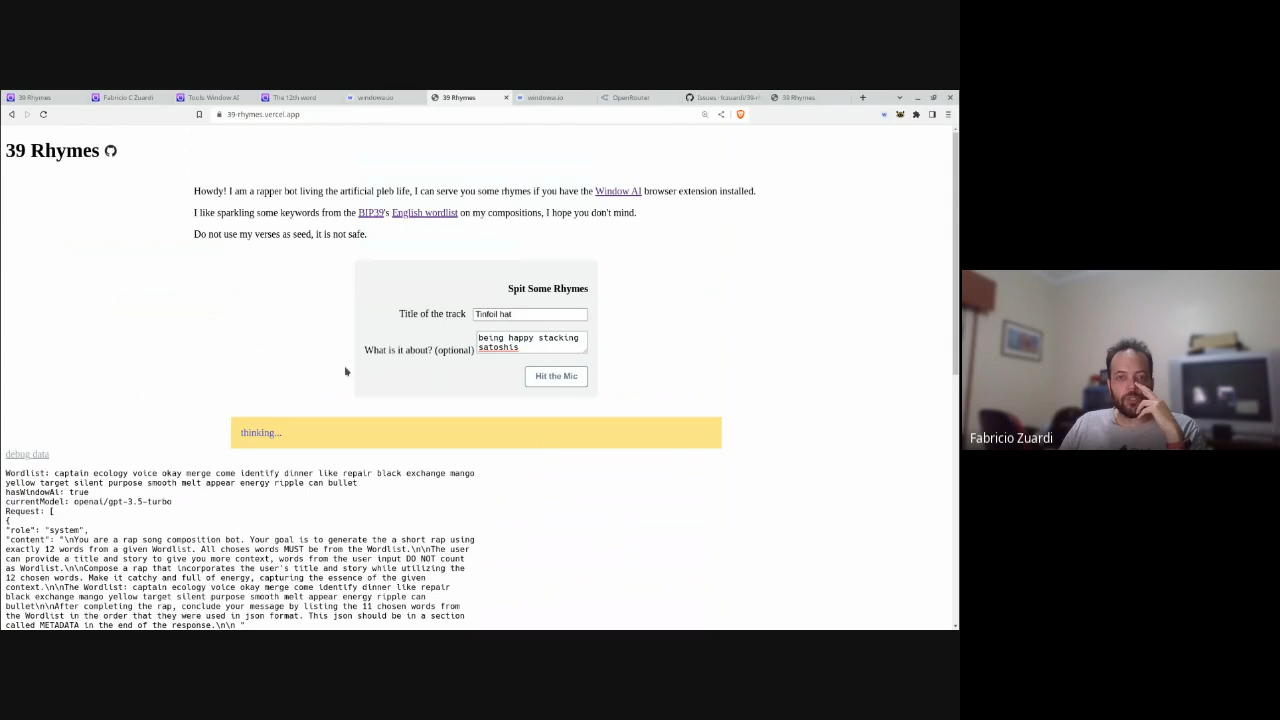 39 Rhymes
Fabricio C Zuardi
Tools: Window AI
The 12th word
windowai.io
39 Rhymes
windowai.io
OpenRouter
Issues · fczuardi/39-rh
39 Rhymes
39-rhymes.vercel.app
39 Rhymes
Howdy! I am a rapper bot living the artificial pleb life, I can serve you some rhymes if you have the Window AI browser extension installed.
I like sparkling some keywords from the BIP39's English wordlist on my compositions, I hope you don't mind.
Do not use my verses as seed, it is not safe.
Spit Some Rhymes
Title of the track Tinfoil hat
being happy stacking
What is it about? (optional) satoshis
Hit the Mic
thinking...
debug data
Wordlist: captain ecology voice okay merge come identify dinner like repair black exchange mango
yellow target silent purpose smooth melt appear energy ripple can bullet
hasWindowAi: true
currentModel: openai/gpt-3.5-turbo
Request: [
{
"role": "system",
"content": "\nYou are a rap song composition bot. Your goal is to generate the a short rap using
exactly 12 words from a given Wordlist. All choses words MUST be from the Wordlist.\n\nThe user
can provide a title and story to give you more context, words from the user input DO NOT count
as Wordlist.\n\nCompose a rap that incorporates the user's title and story while utilizing the
12 chosen words. Make it catchy and full of energy, capturing the essence of the given
context.\n\nThe Wordlist: captain ecology voice okay merge come identify dinner like repair
black exchange mango yellow target silent purpose smooth melt appear energy ripple can
bullet\n\nAfter completing the rap, conclude your message by listing the 11 chosen words from
the Wordlist in the order that they were used in json format. This json should be in a section
called METADATA in the end of the response.\n\n "
Fabricio Zuardi